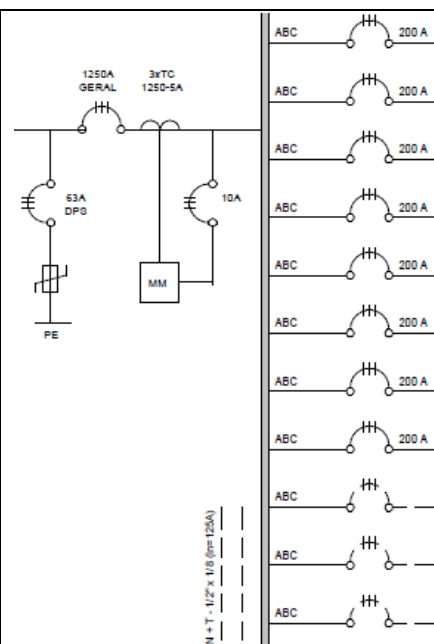 ABC 200 A
1250A 3xTC
GERAL 1250-5A
ABC 200 A
ABC 200 A
63A
DPS
10A
ABC 200 A
ABC 200 A
MM
ABC 200 A
PE
ABC 200 A
ABC 200 A
ABC
ABC
ABC
N + T - 1/2" x 1/8 (In=125A)